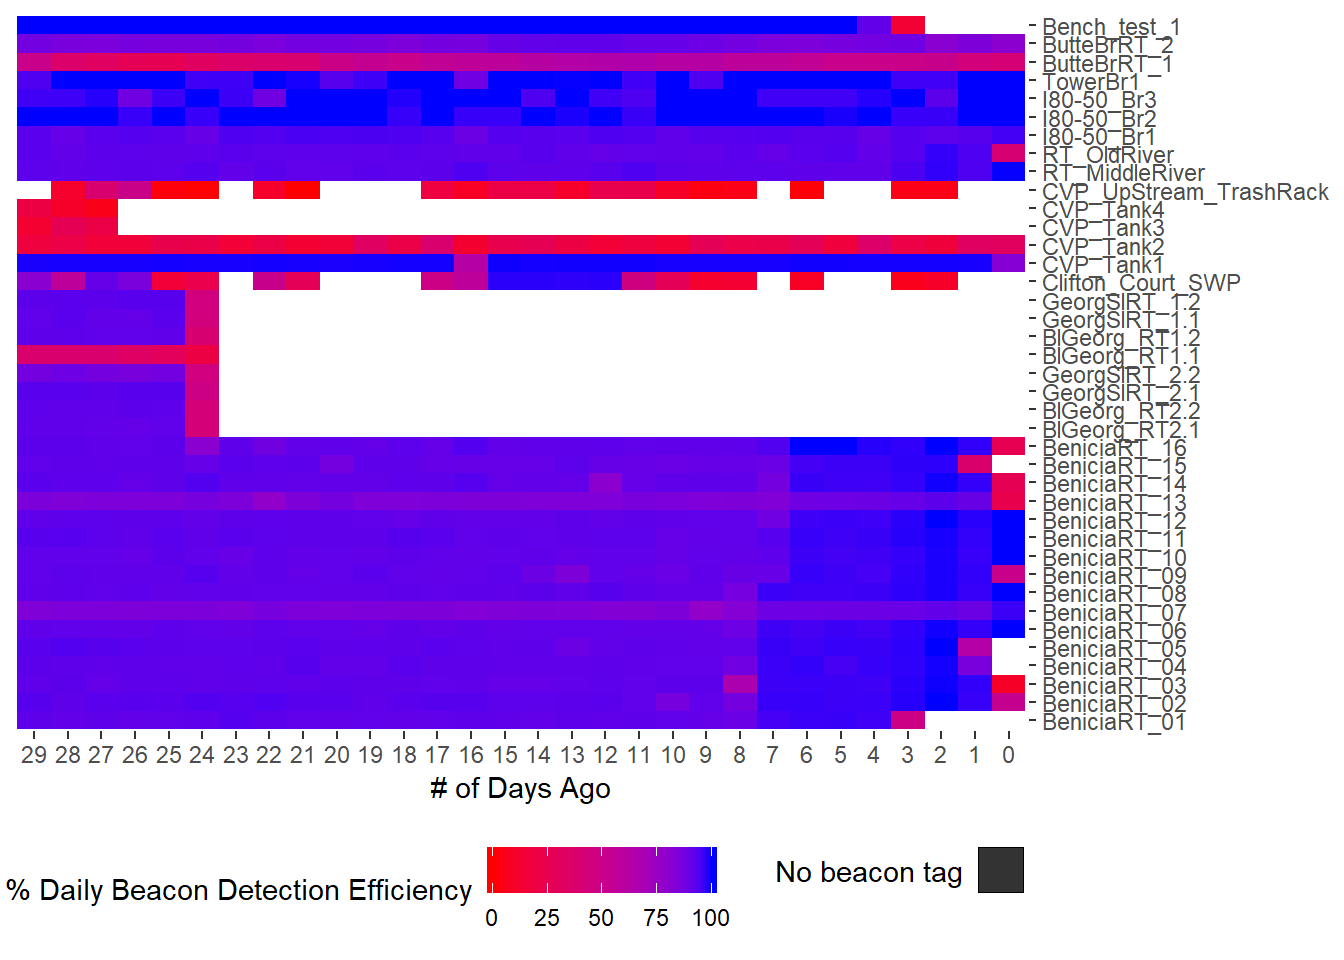 Bench_test_1
ButteBrRT_2
ButteBrRT_1
TowerBr1
I80-50_Br3
I80-50_Br2
I80-50_Br1
RT_OldRiver
RT_MiddleRiver
CVP_UpStream_TrashRack
CVP_Tank4
CVP_Tank3
CVP_Tank2
CVP_Tank1
Clifton_Court_SWP
GeorgSlRT_1.2
GeorgSlRT_1.1
BlGeorg_RT1.2
BlGeorg_RT1.1
GeorgSlRT_2.2
GeorgSlRT_2.1
BlGeorg_RT2.2
BlGeorg_RT2.1
BeniciaRT_16
BeniciaRT_15
BeniciaRT_14
BeniciaRT_13
BeniciaRT_12
BeniciaRT_11
BeniciaRT_10
BeniciaRT_09
BeniciaRT_08
BeniciaRT_07
BeniciaRT_06
BeniciaRT_05
BeniciaRT_04
BeniciaRT_03
BeniciaRT_02
BeniciaRT_01
29 28 27 26 25 24 23 22 21 20 19 18 17 16 15 14 13 12 11 10 9 8 7 6 5 4 3 2 1 0
# of Days Ago
% Daily Beacon Detection Efficiency
0 25 50 75 100
No beacon tag